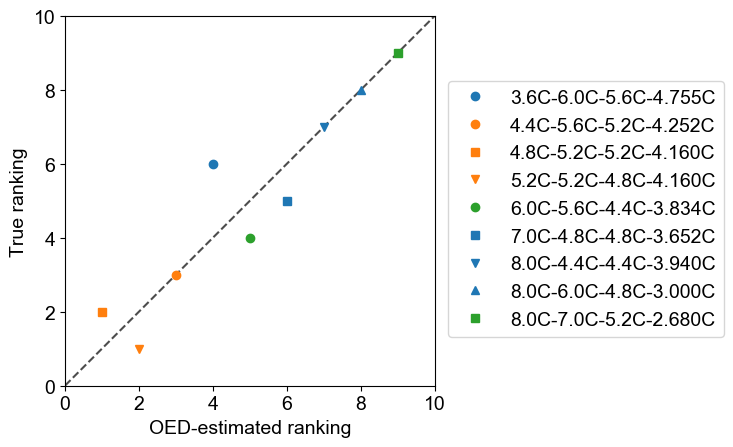 10
8
6
4
2
0
True ranking
0 2 4 6 8 10
OED-estimated ranking
3.6C-6.0C-5.6C-4.755C
4.4C-5.6C-5.2C-4.252C
4.8C-5.2C-5.2C-4.160C
5.2C-5.2C-4.8C-4.160C
6.0C-5.6C-4.4C-3.834C
7.0C-4.8C-4.8C-3.652C
8.0C-4.4C-4.4C-3.940C
8.0C-6.0C-4.8C-3.000C
8.0C-7.0C-5.2C-2.680C